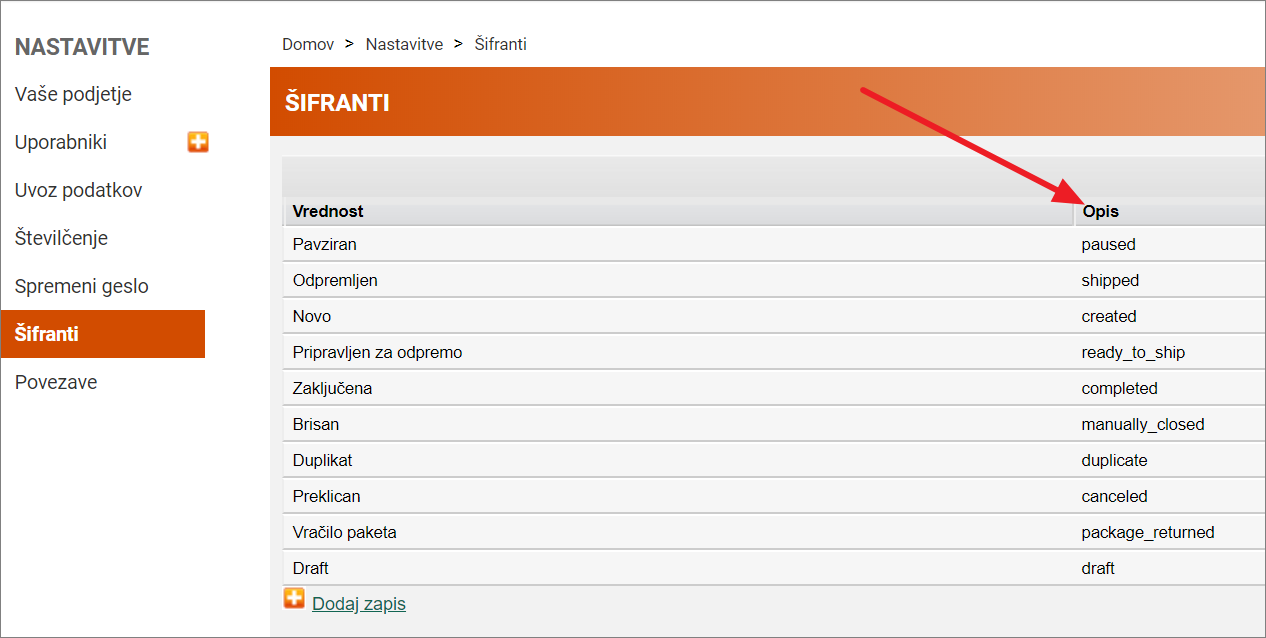 NASTAVITVE
Vaše podjetje
Uporabniki
Uvoz podatkov
Številčenje
Spremeni geslo
Šifranti
Povezave
Domov > Nastavitve > Šifranti
ŠIFRANTI
Vrednost Opis
Pavziran paused
Odpremljen shipped
Novo created
Pripravljen za odpremo ready_to_ship
Zaključena completed
Brisan manually_closed
Duplikat duplicate
Preklican canceled
Vračilo paketa package_returned
Draft draft
Dodaj zapis